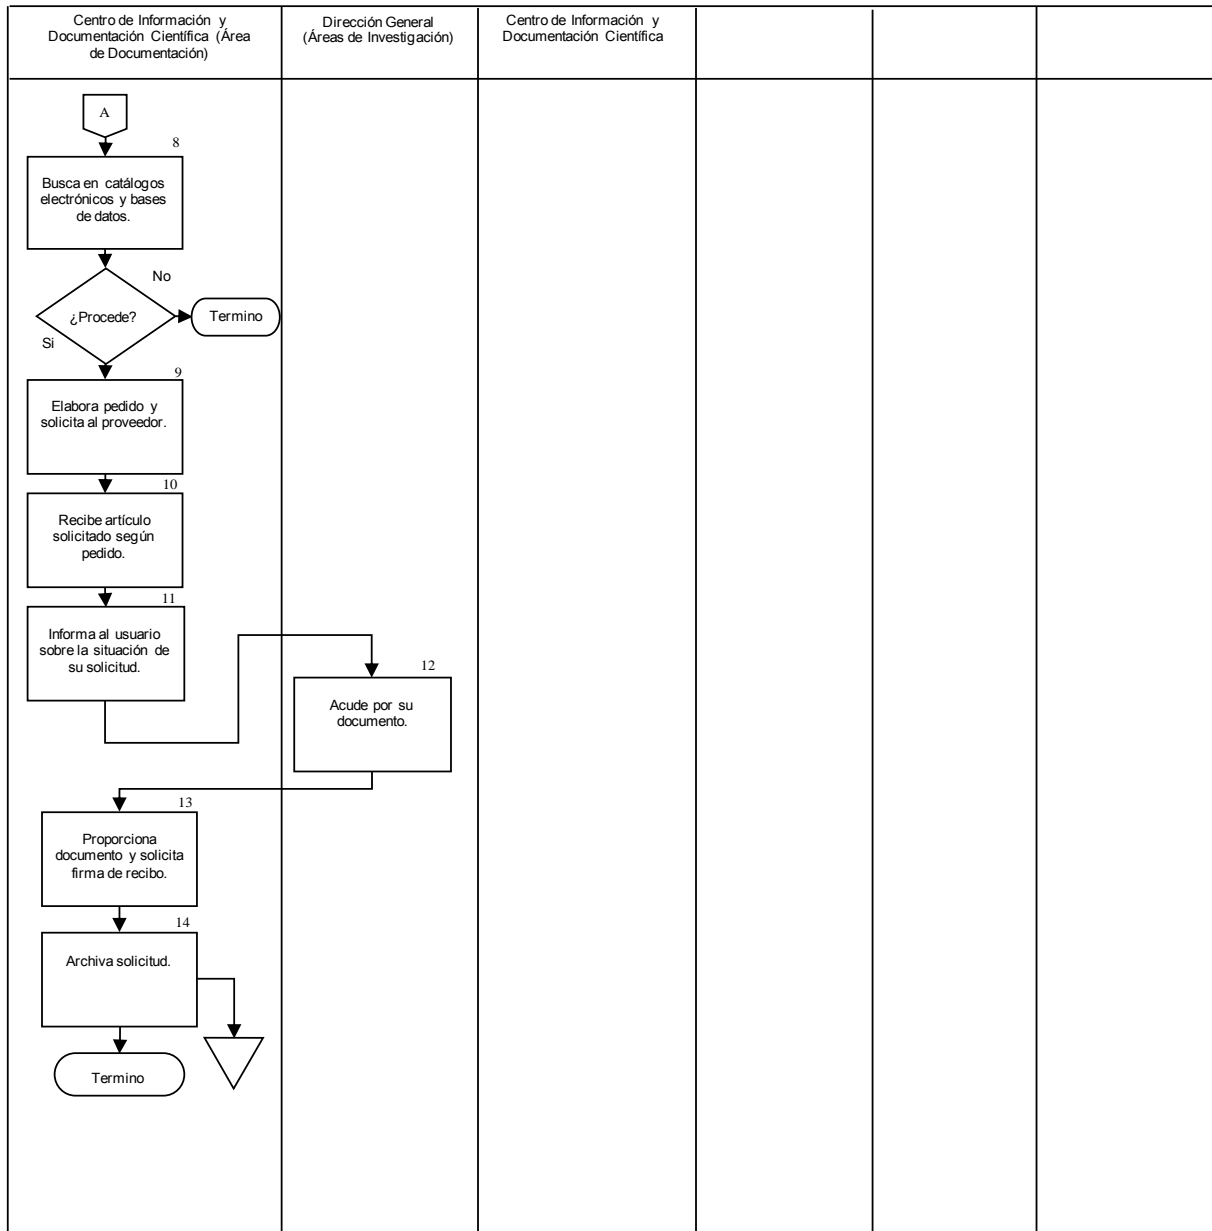 Centro de Información y
Documentación Científica (Área
de Documentación)
Dirección General
(Áreas de Investigación)
Centro de Información y
Documentación Científica
A
8
Busca en catálogos
electrónicos y bases
de datos.
No
¿Procede?
Termino
Si
9
Elabora pedido y
solicita al proveedor.
10
Recibe artículo
solicitado según
pedido.
11
Informa al usuario
sobre la situación de
su solicitud.
12
Acude por su
documento.
13
Proporciona
documento y solicita
firma de recibo.
14
Archiva solicitud.
Termino